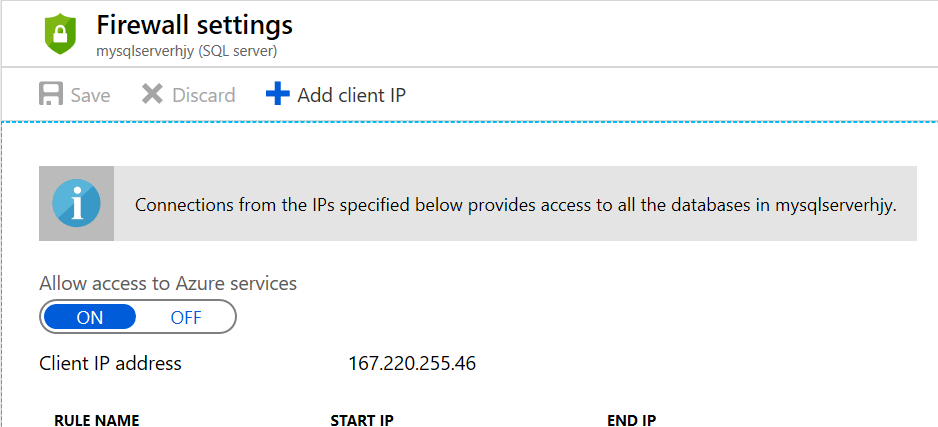 Firewall settings
mysqlserverhjy (SQL server)
Save Discard Add client IP
Connections from the IPs specified below provides access to all the databases in mysqlserverhjy.
Allow access to Azure services
ON OFF
Client IP address 167.220.255.46
RULE NAME START IP END IP